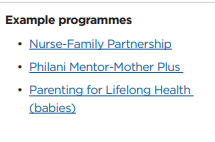 Example programmes
• Nurse-Family Partnership
• Philani Mentor-Mother Plus
• Parenting for Lifelong Health
(babies)